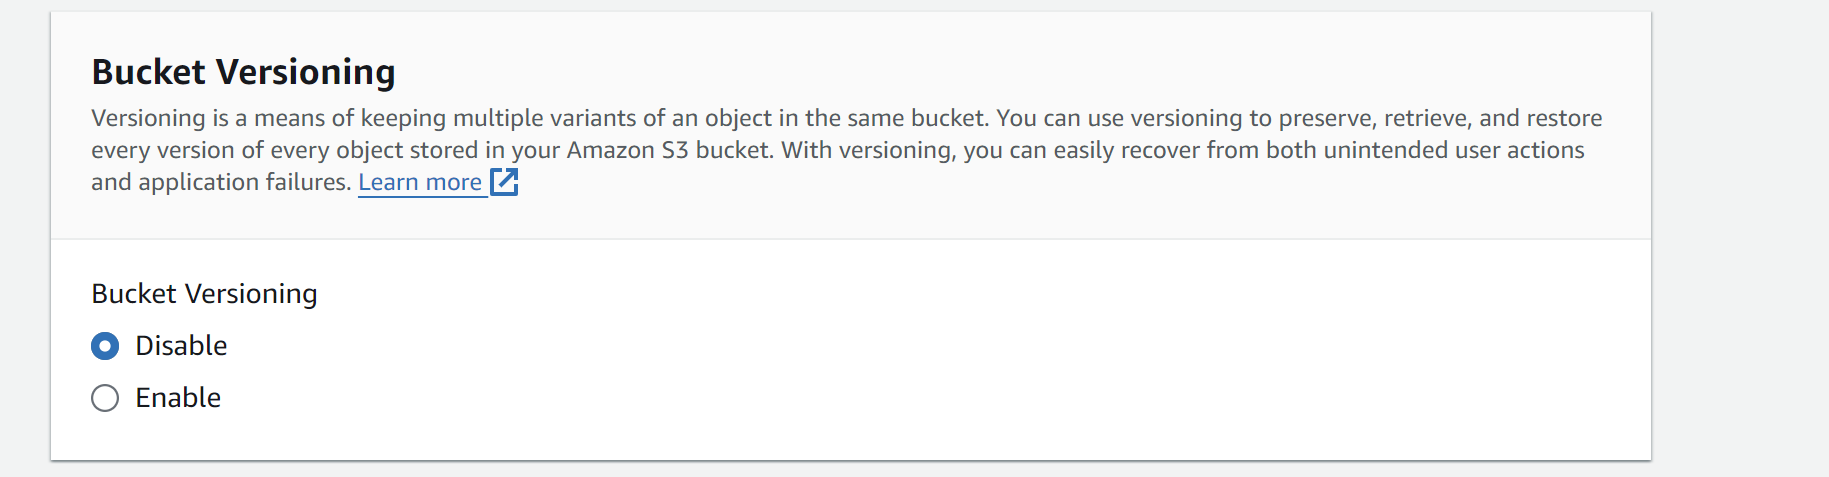 Bucket Versioning
Versioning is a means of keeping multiple variants of an object in the same bucket. You can use versioning to preserve, retrieve, and restore
every version of every object stored in your Amazon S3 bucket. With versioning, you can easily recover from both unintended user actions
and application failures. Learn more
Bucket Versioning
Disable
Enable